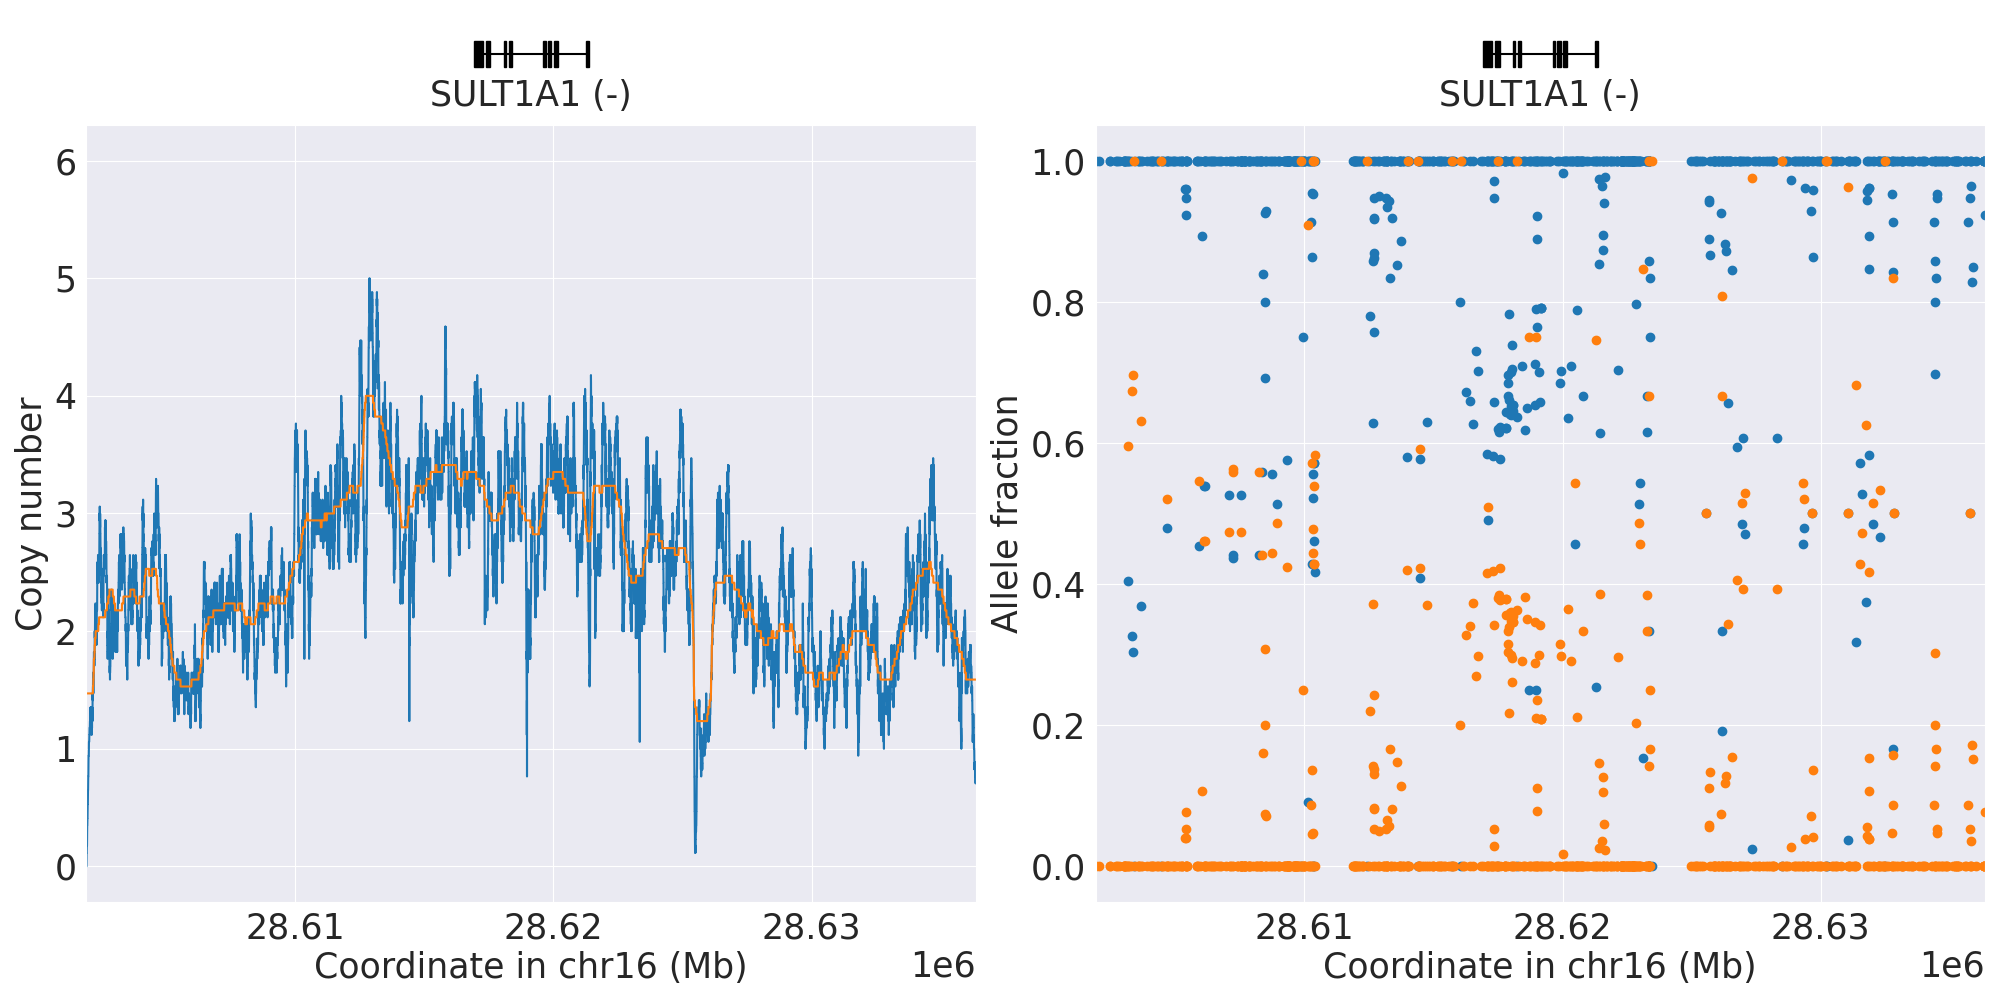 SULT1A1 (-)
6
5
4
3
2
1
0
Copy number
28.61
28.62
28.63
Coordinate in chr16 (Mb)
1e6
SULT1A1 (-)
1.0
0.8
0.6
0.4
0.2
0.0
Allele fraction
28.61
28.62
28.63
Coordinate in chr16 (Mb)
1e6